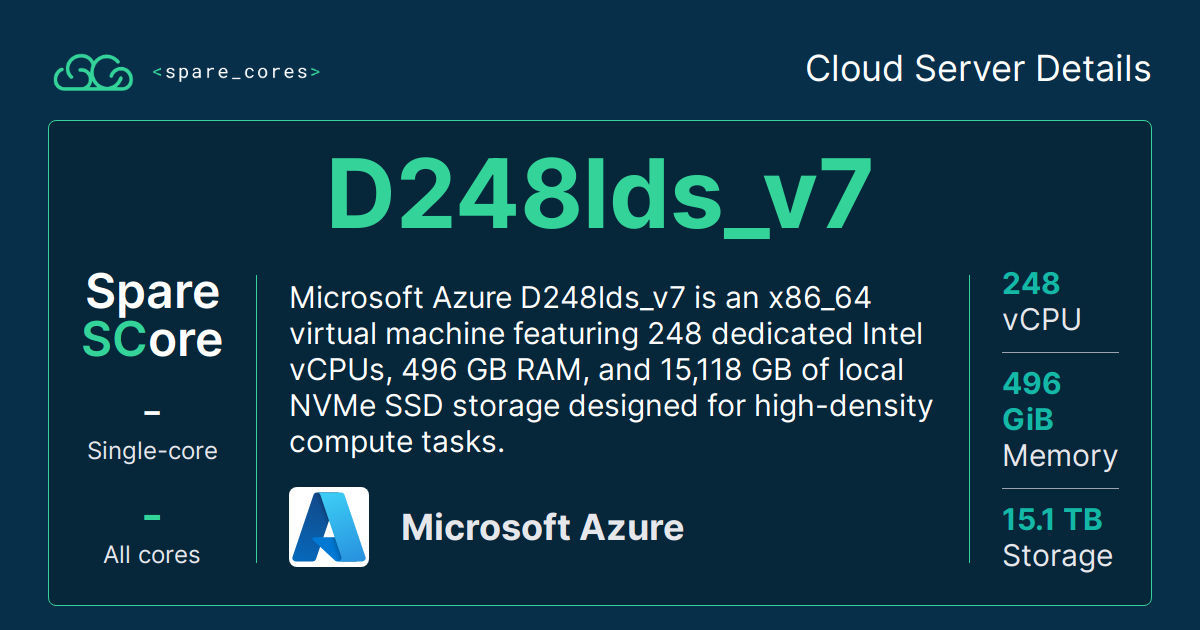 <spare_cores>
Cloud Server Details
D248lds_v7
Spare
SCore
–
Single-core
–
All cores
Microsoft Azure D248lds_v7 is an x86_64
virtual machine featuring 248 dedicated Intel
vCPUs, 496 GB RAM, and 15,118 GB of local
NVMe SSD storage designed for high-density
compute tasks.
Microsoft Azure
248
vCPU
496
GiB
Memory
15.1 TB
Storage